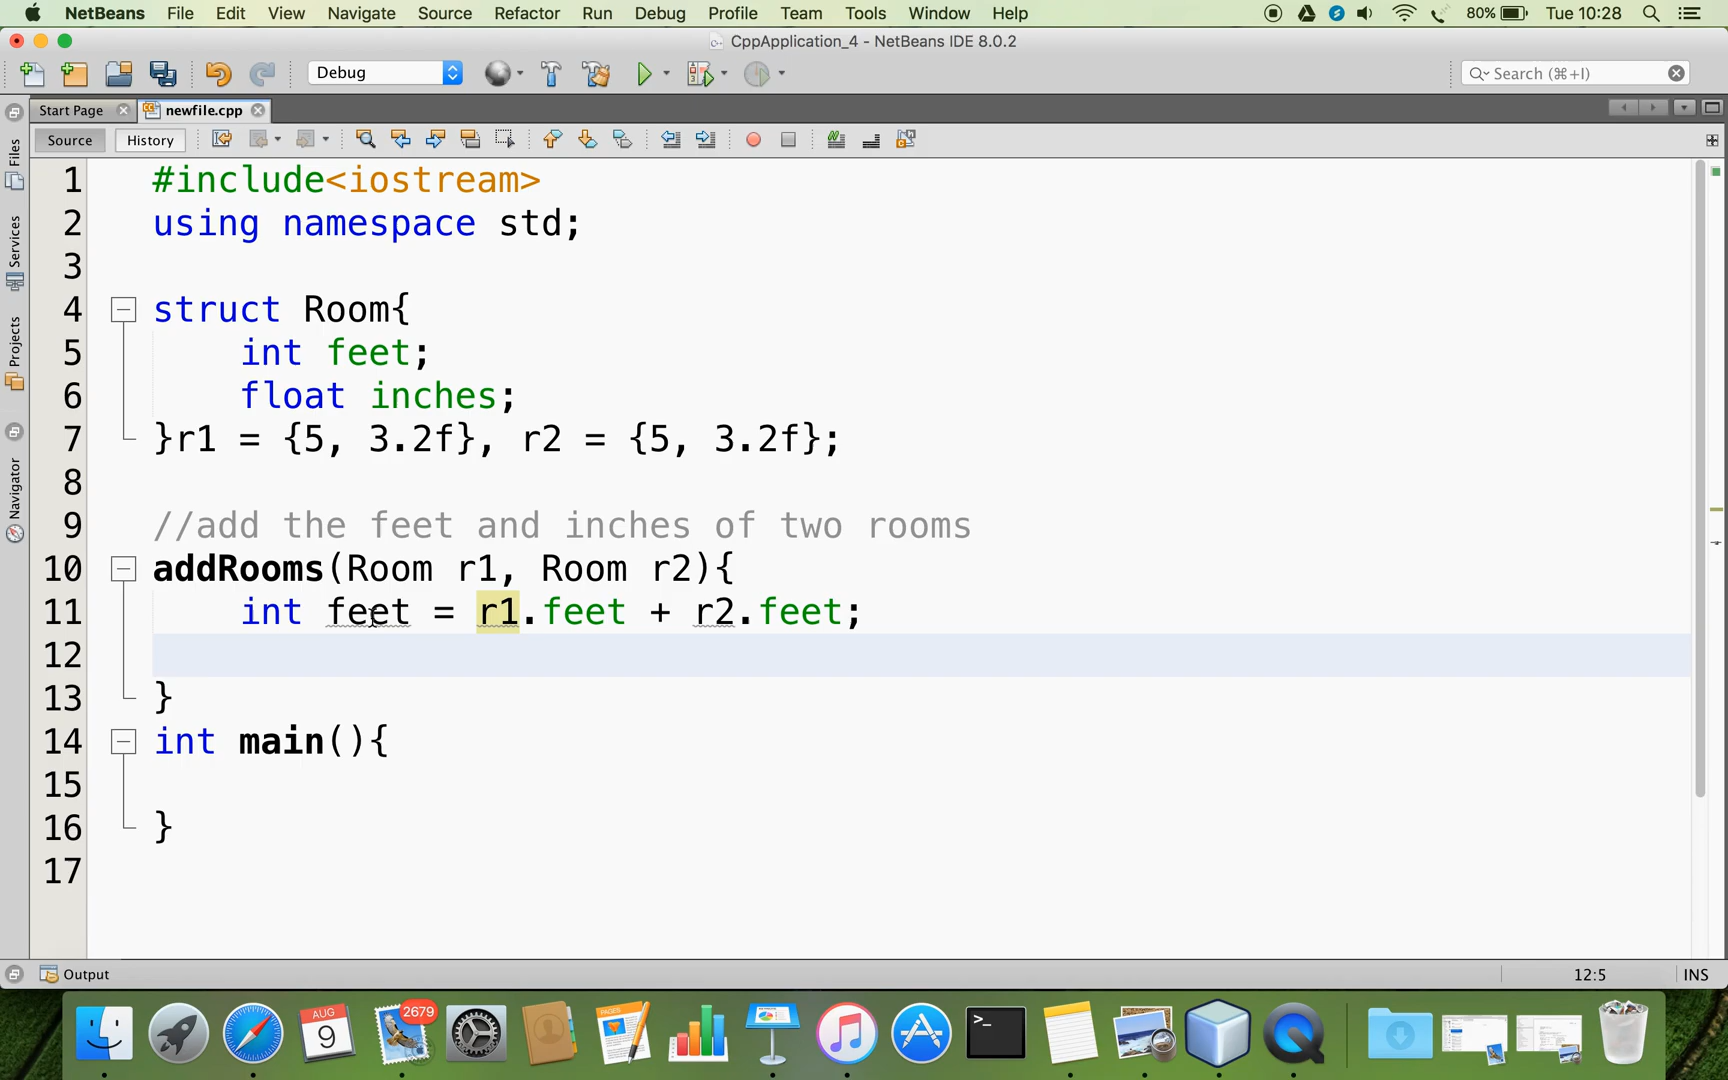 NetBeans File Edit View Navigate Source Refactor Run Debug Profile Team Tools Window Help 80% Tue 10:28
CppApplication_4 - NetBeans IDE 8.0.2
Debug Search (⌘+I)
Start Page newfile.cpp
Source History
Files
Services
Projects
Navigator
1 #include<iostream>
2 using namespace std;
3
4 struct Room{
5 int feet;
6 float inches;
7 }r1 = {5, 3.2f}, r2 = {5, 3.2f};
8
9 //add the feet and inches of two rooms
10 addRooms(Room r1, Room r2){
11 int feet = r1.feet + r2.feet;
12
13 }
14 int main(){
15
16 }
17
Output 12:5 INS
AUG
9
2679
PAGES
>_